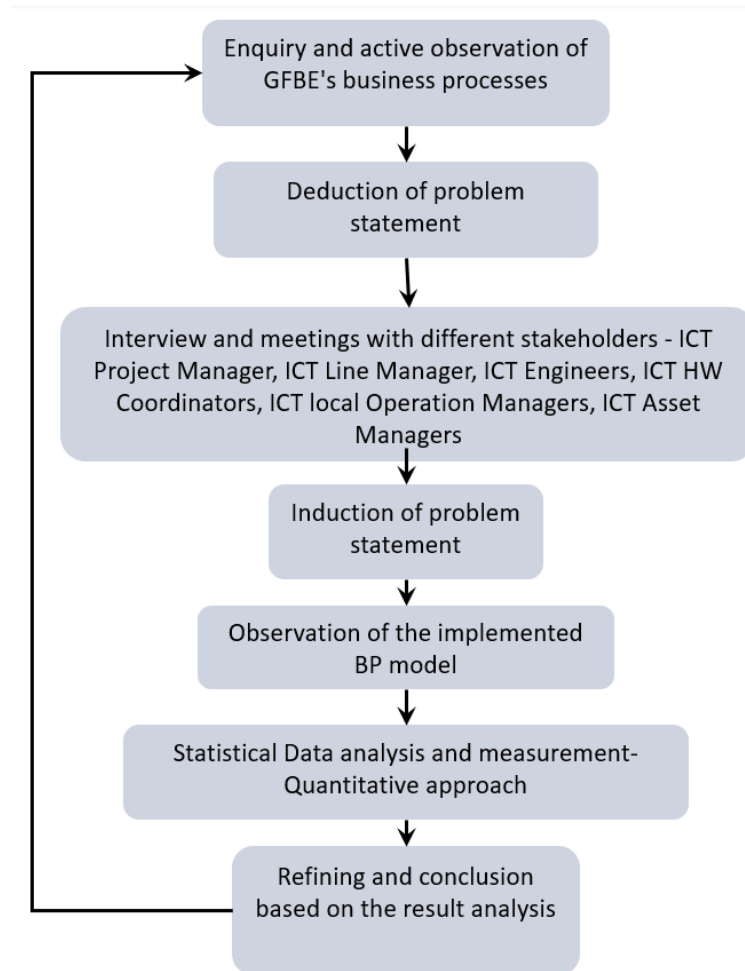 Enquiry and active observation of
GFBE's business processes
Deduction of problem
statement
Interview and meetings with different stakeholders - ICT
Project Manager, ICT Line Manager, ICT Engineers, ICT HW
Coordinators, ICT local Operation Managers, ICT Asset
Managers
Induction of problem
statement
Observation of the implemented
BP model
Statistical Data analysis and measurement-
Quantitative approach
Refining and conclusion
based on the result analysis